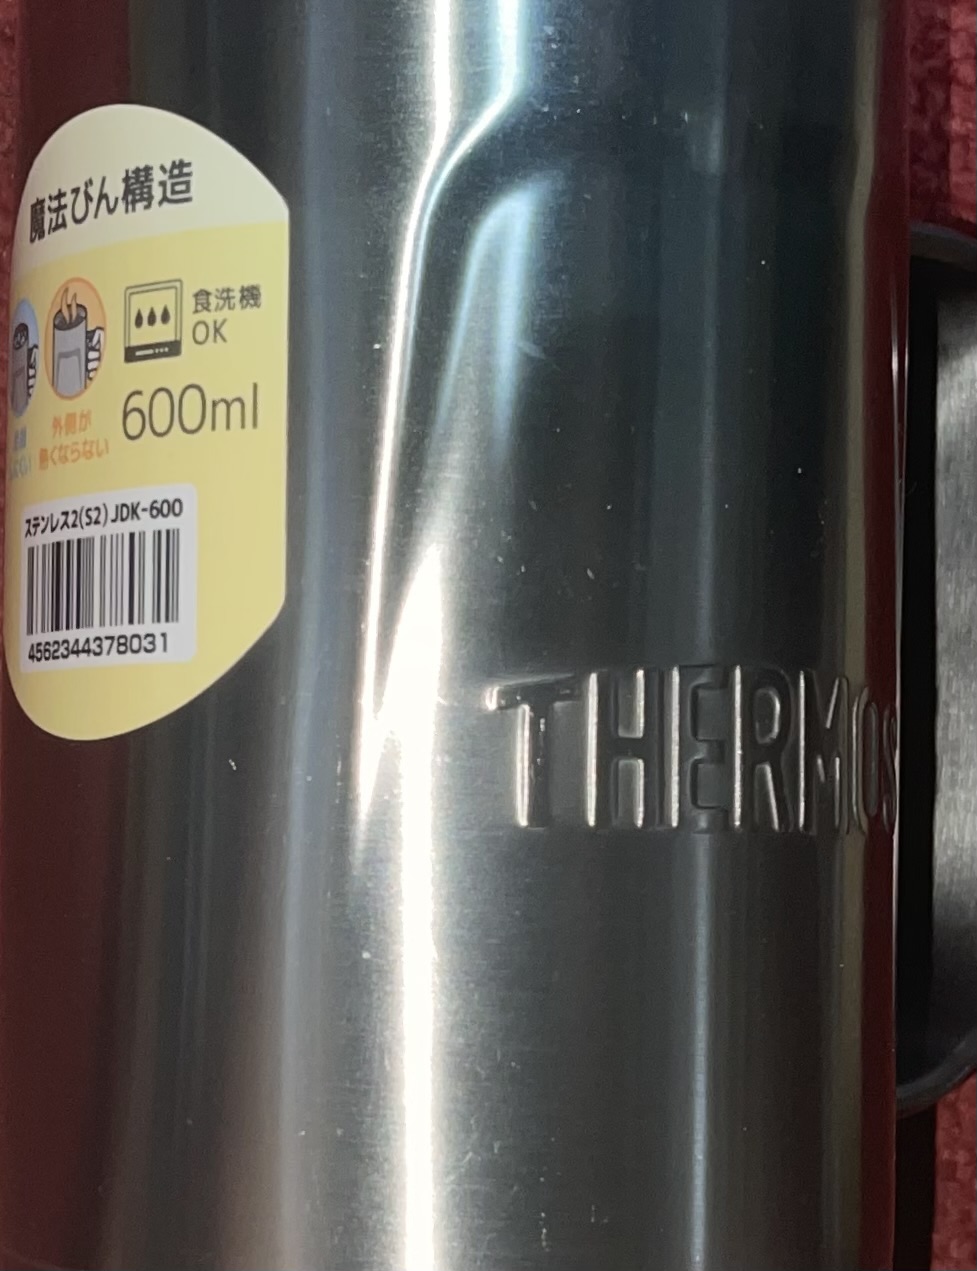 魔法びん構造
食洗機
OK
600ml
外側が
熱くならない
ステンレス2(S2) JDK-600
4562344378031
THERMOS